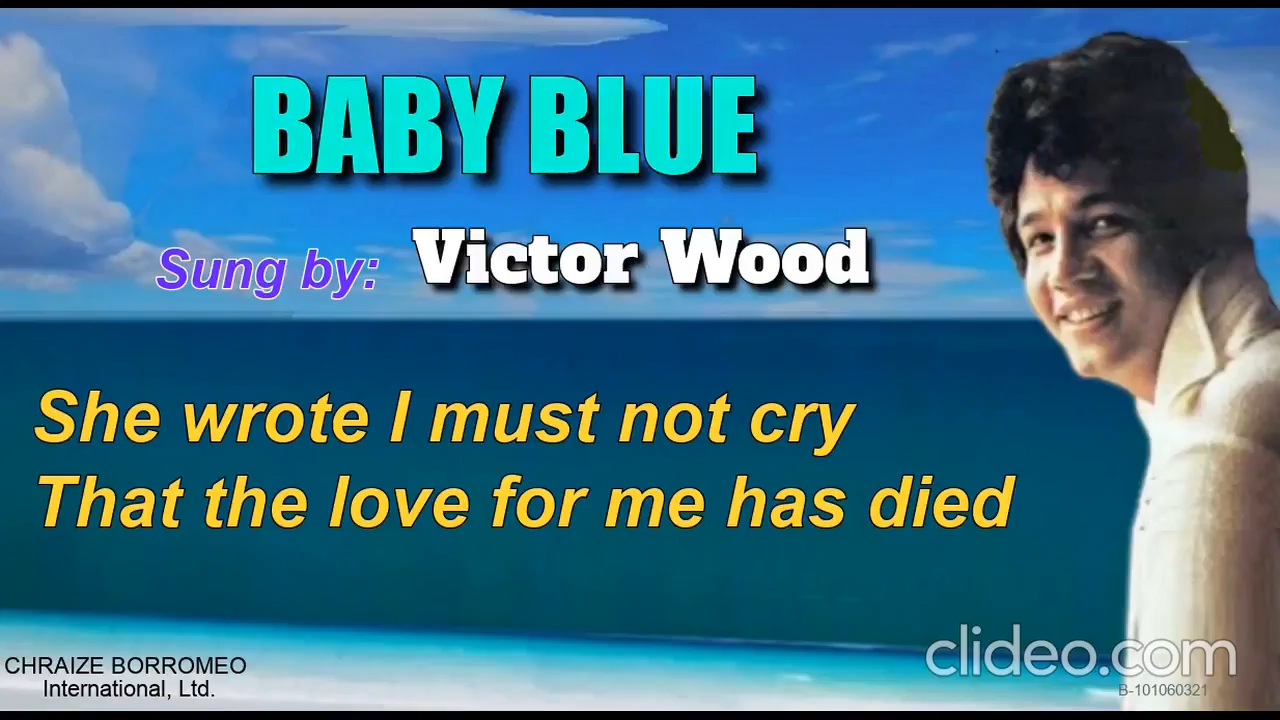 BABY BLUE
Sung by: Victor Wood
She wrote I must not cry
That the love for me has died
clideo.com
CHRAIZE BORROMEO
International, Ltd.
B-101060321